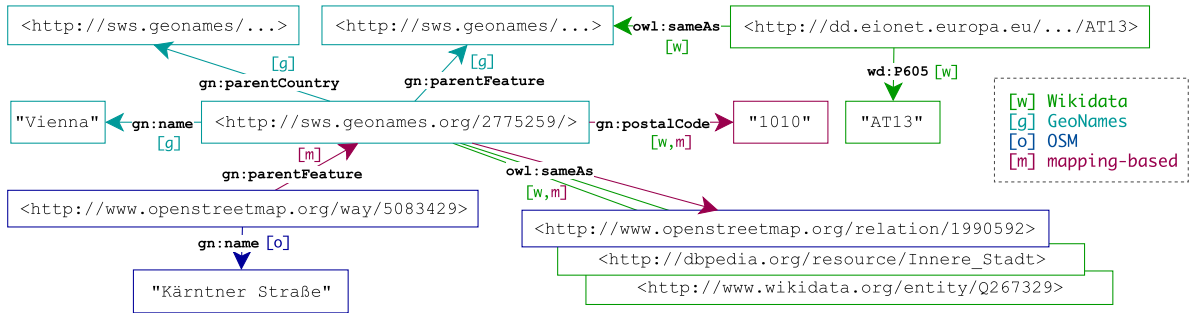 <http://sws.geonames/...>
<http://sws.geonames/...>
owl:sameAs
[w]
<http://dd.eionet.europa.eu/.../AT13>
[g]
gn:parentCountry
[g]
gn:parentFeature
wd:P605 [w]
"Vienna"
gn:name
[g]
<http://sws.geonames.org/2775259/>
gn:postalCode
[w,m]
"1010"
"AT13"
[w] Wikidata
[g] GeoNames
[o] OSM
[m] mapping-based
[m]
gn:parentFeature
owl:sameAs
[w,m]
<http://www.openstreetmap.org/way/5083429>
<http://www.openstreetmap.org/relation/1990592>
gn:name [o]
<http://dbpedia.org/resource/Innere_Stadt>
"Kärntner Straße"
<http://www.wikidata.org/entity/Q267329>